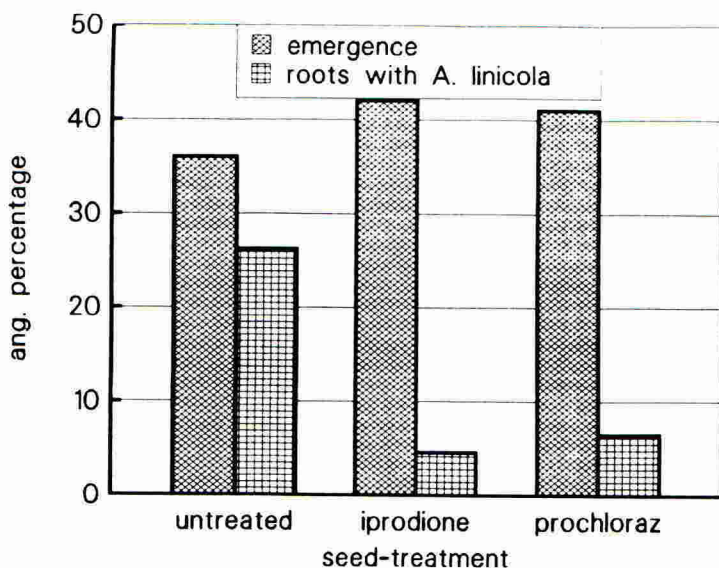 50
40
30
20
10
0
ang. percentage
emergence
roots with A. linicola
untreated iprodione prochloraz
seed-treatment